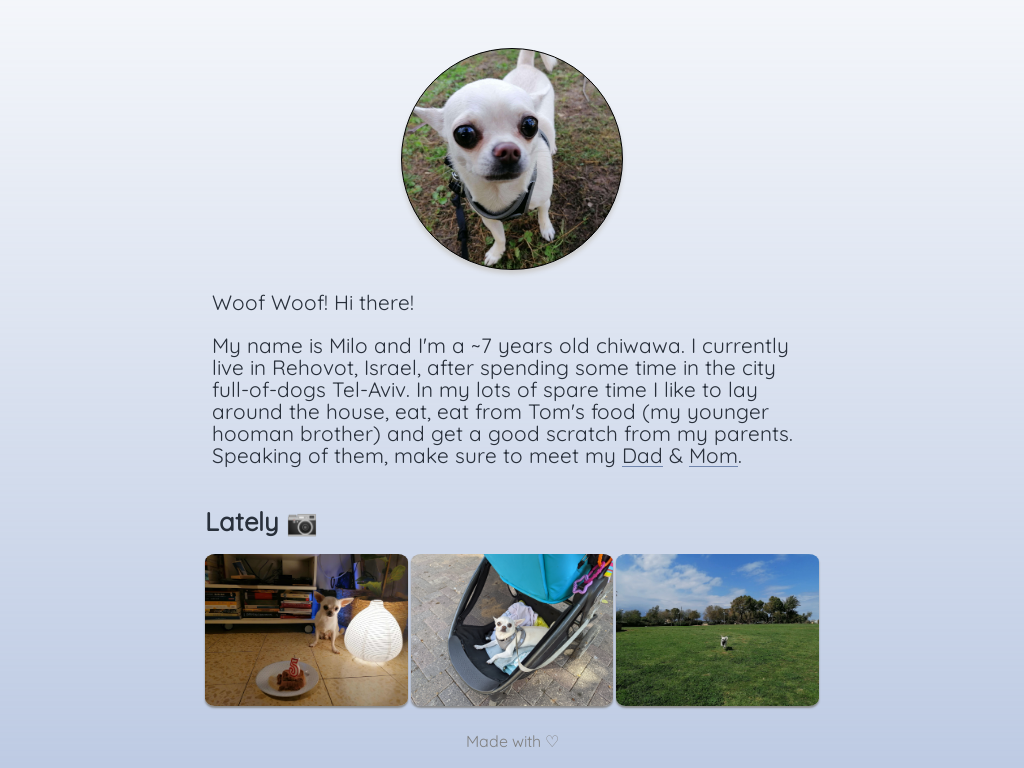 Woof Woof! Hi there!
My name is Milo and I'm a ~7 years old chiwawa. I currently
live in Rehovot, Israel, after spending some time in the city
full-of-dogs Tel-Aviv. In my lots of spare time I like to lay
around the house, eat, eat from Tom's food (my younger
hooman brother) and get a good scratch from my parents.
Speaking of them, make sure to meet my Dad & Mom.
Lately 📷
Made with ♡